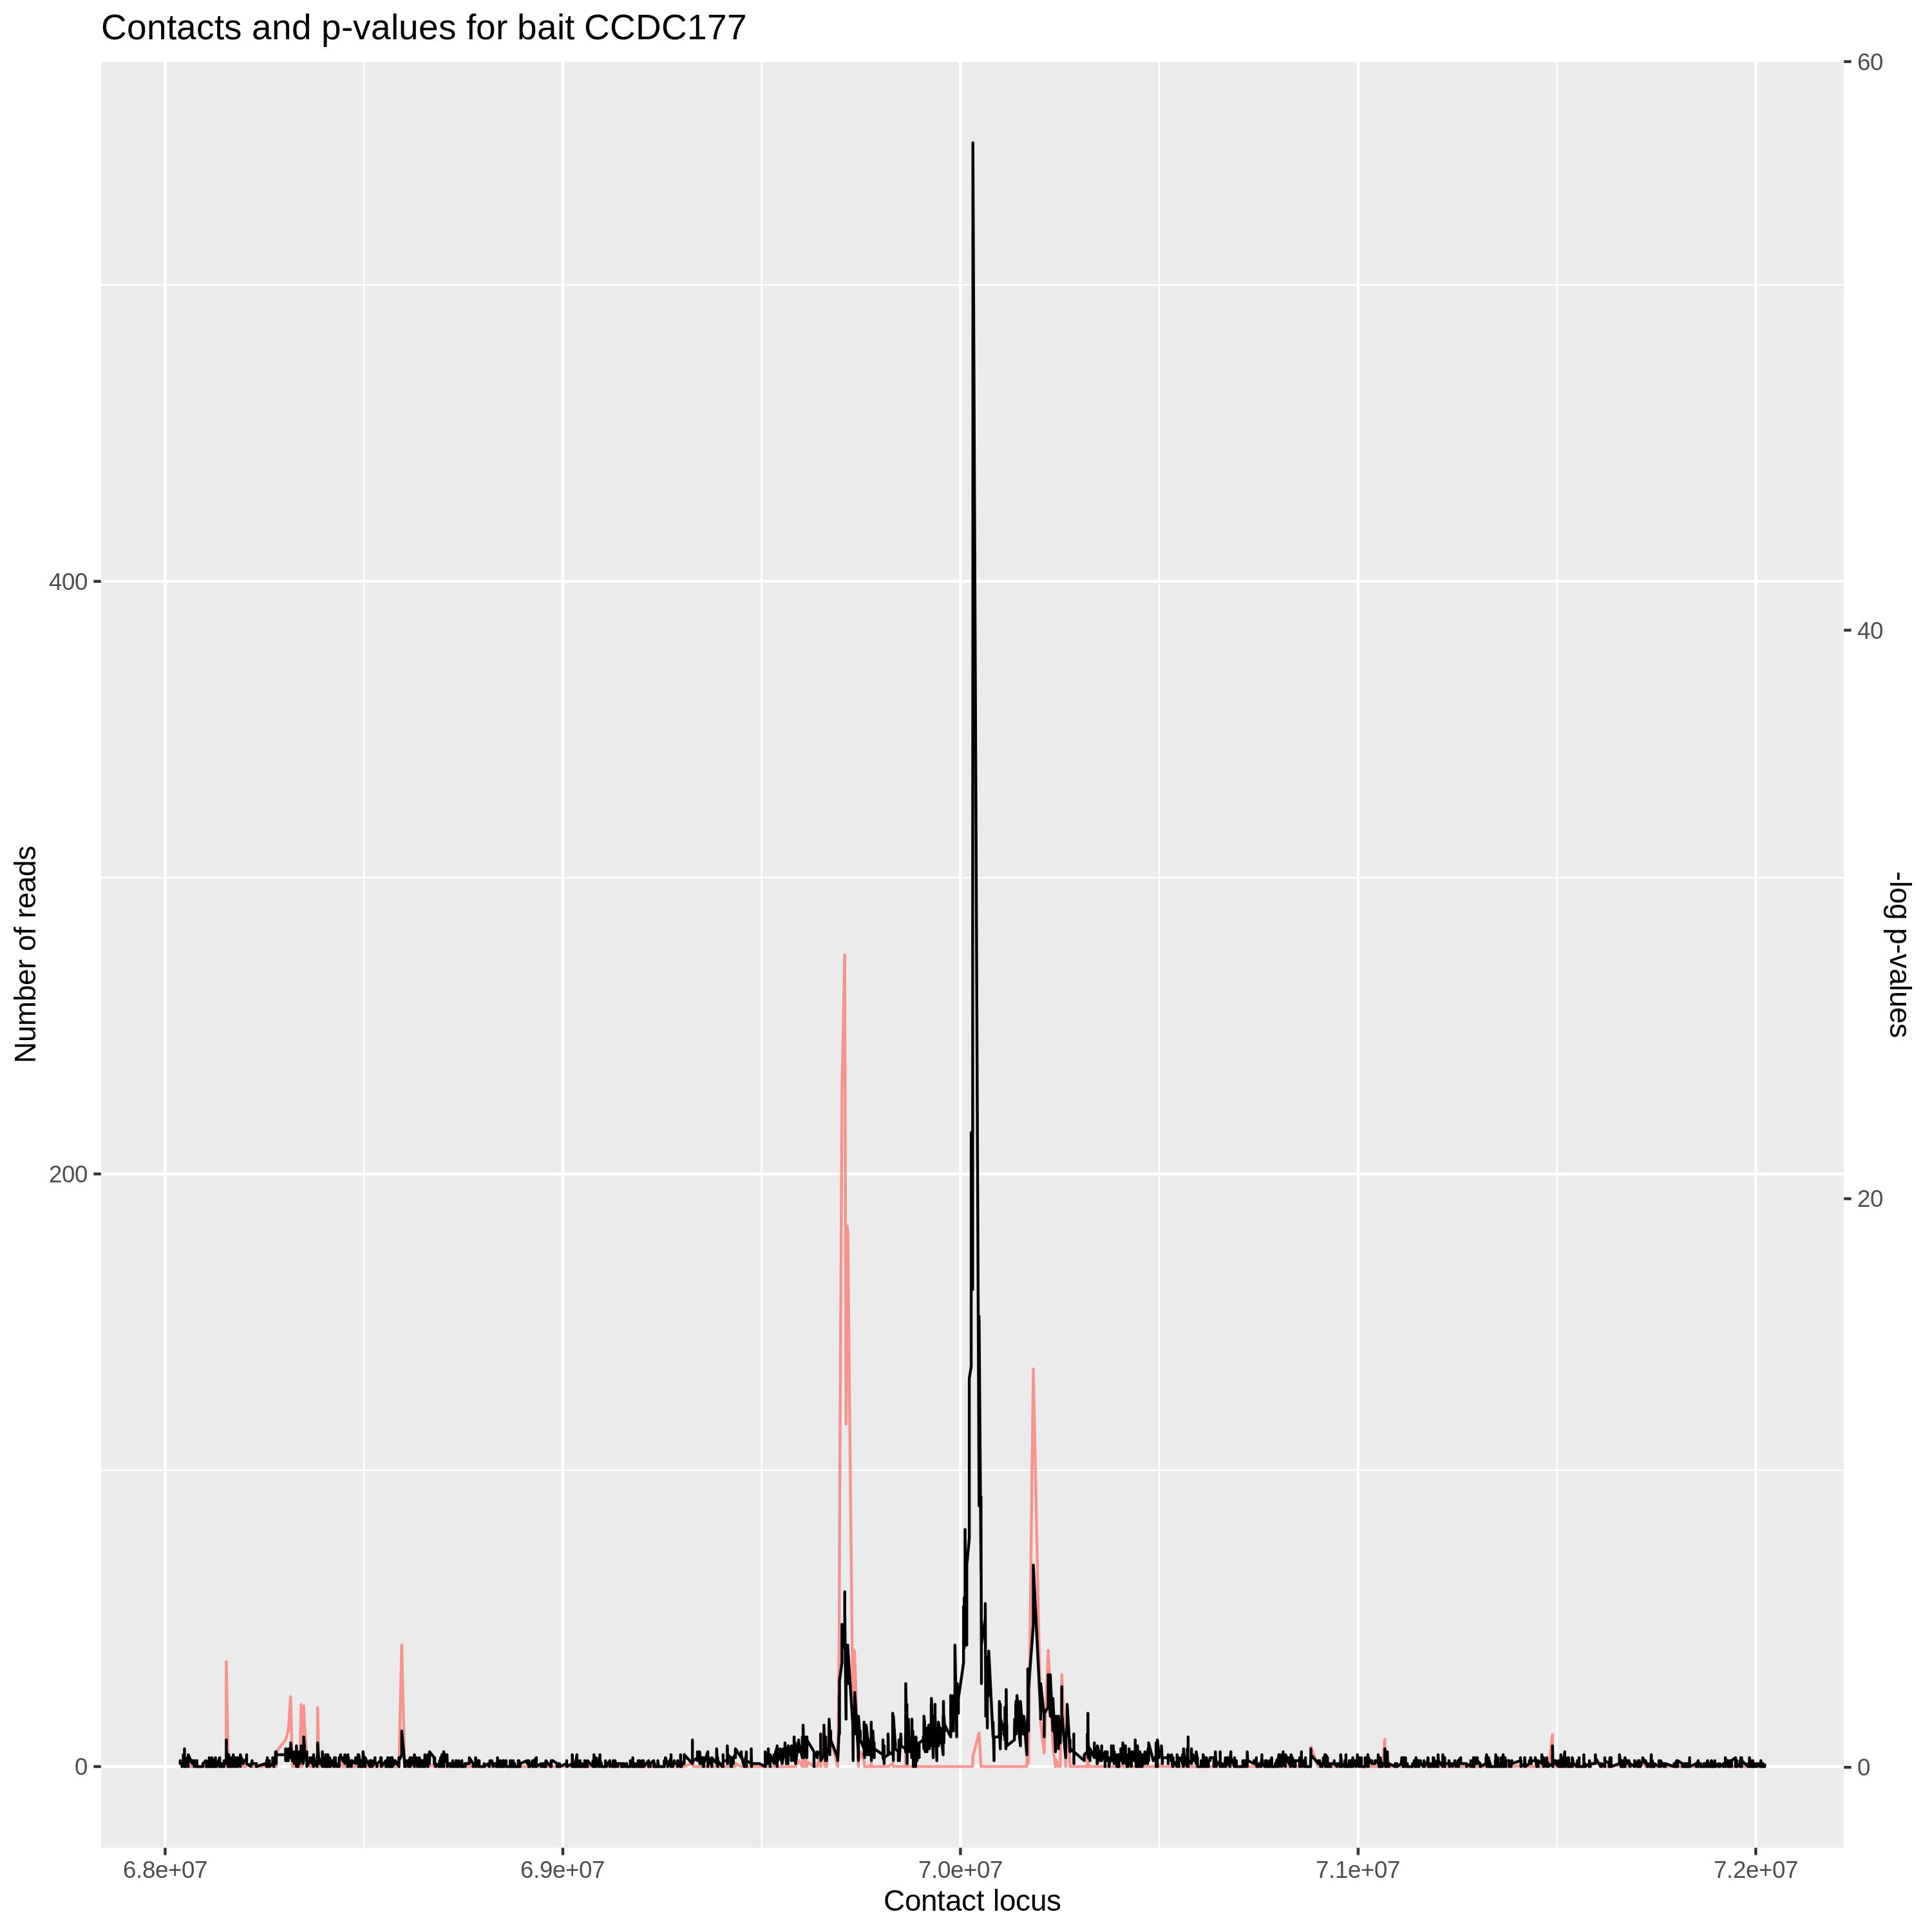 Contacts and p-values for bait CCDC177
60
400
40
Number of reads
-log p-values
200
20
0
0
6.8e+07
6.9e+07
7.0e+07
7.1e+07
7.2e+07
Contact locus